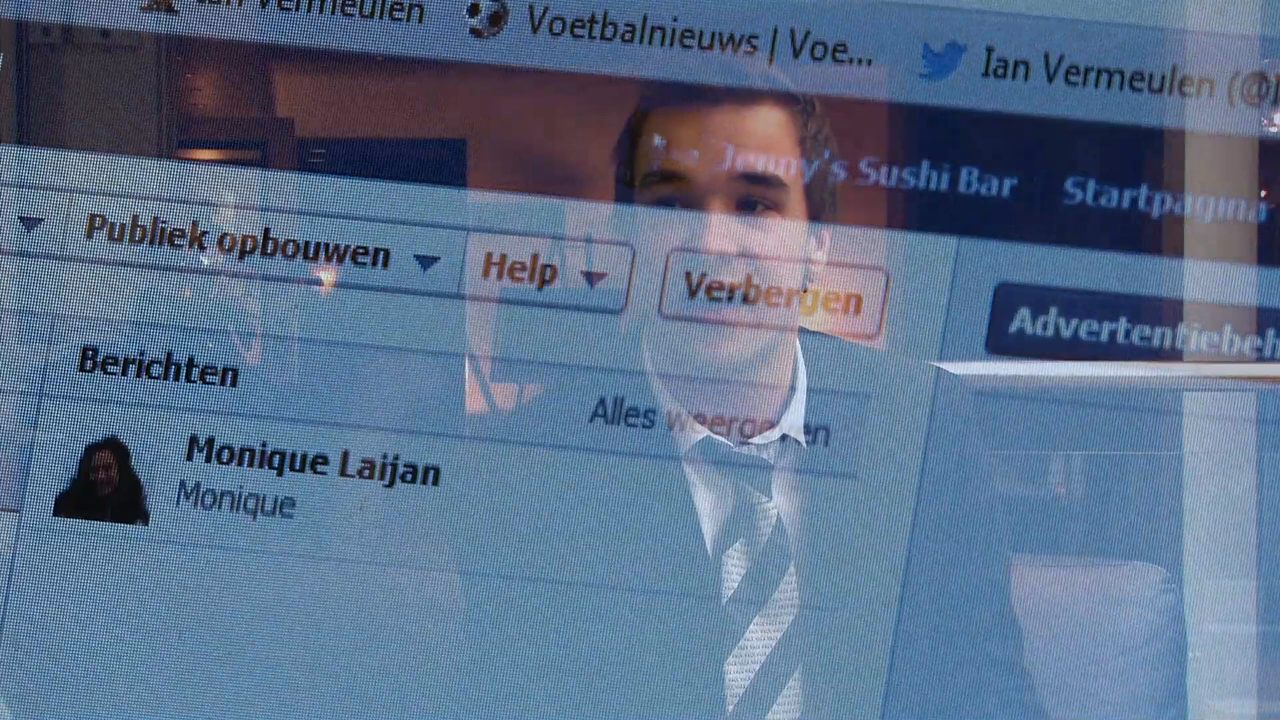 Ian Vermeulen
Voetbalnieuws | Voe...
Ian Vermeulen (@
Jenny's Sushi Bar
Startpagina
Publiek opbouwen
Help
Verbergen
Advertentiebeh
Berichten
Alles weergeven
Monique Laijan
Monique